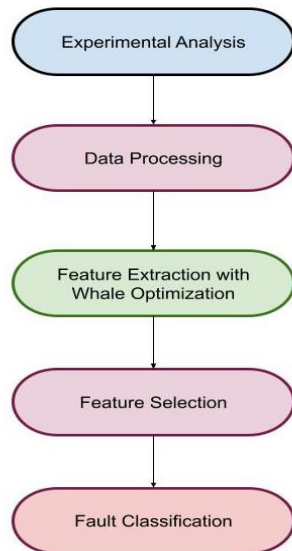 Experimental Analysis
Data Processing
Feature Extraction with
Whale Optimization
Feature Selection
Fault Classification